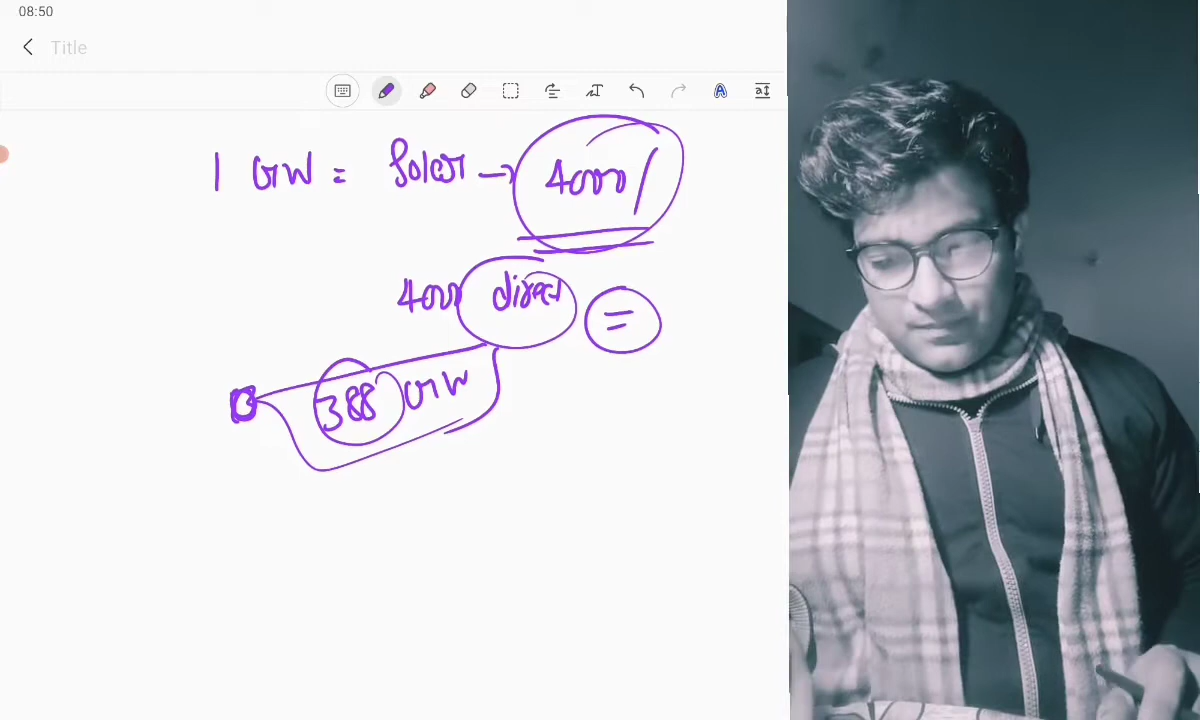 08:50
Title
1 GW = Solar → 4000/
4000 direct =
388 GW